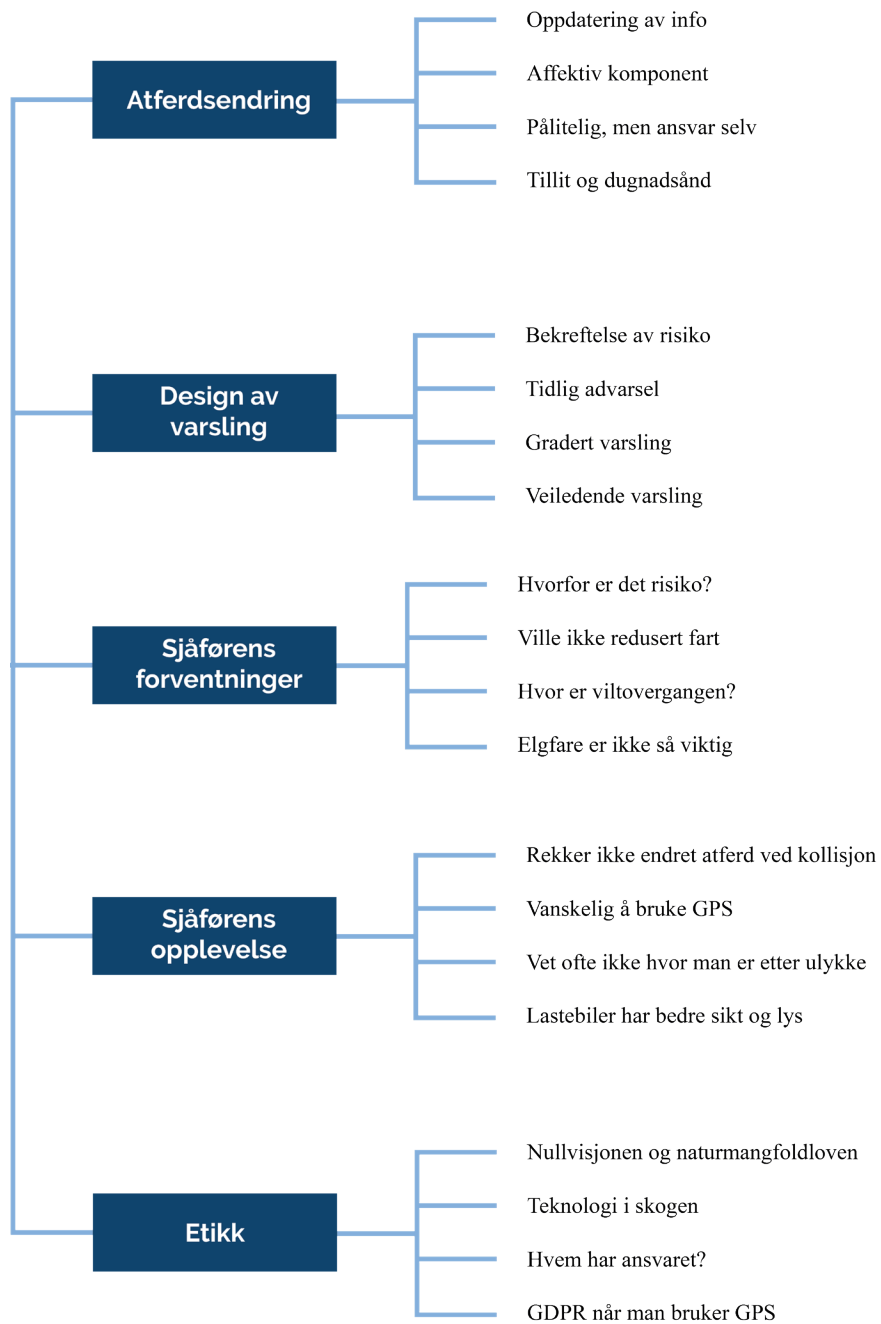 Atferdsendring
Oppdatering av info
Affektiv komponent
Pålitelig, men ansvar selv
Tillit og dugnadsånd
Design av
varsling
Bekreftelse av risiko
Tidlig advarsel
Gradert varsling
Veiledende varsling
Sjåførens
forventninger
Hvorfor er det risiko?
Ville ikke redusert fart
Hvor er viltovergangen?
Elgfare er ikke så viktig
Sjåførens
opplevelse
Rekker ikke endret atferd ved kollisjon
Vanskelig å bruke GPS
Vet ofte ikke hvor man er etter ulykke
Lastebiler har bedre sikt og lys
Etikk
Nullvisjonen og naturmangfoldloven
Teknologi i skogen
Hvem har ansvaret?
GDPR når man bruker GPS